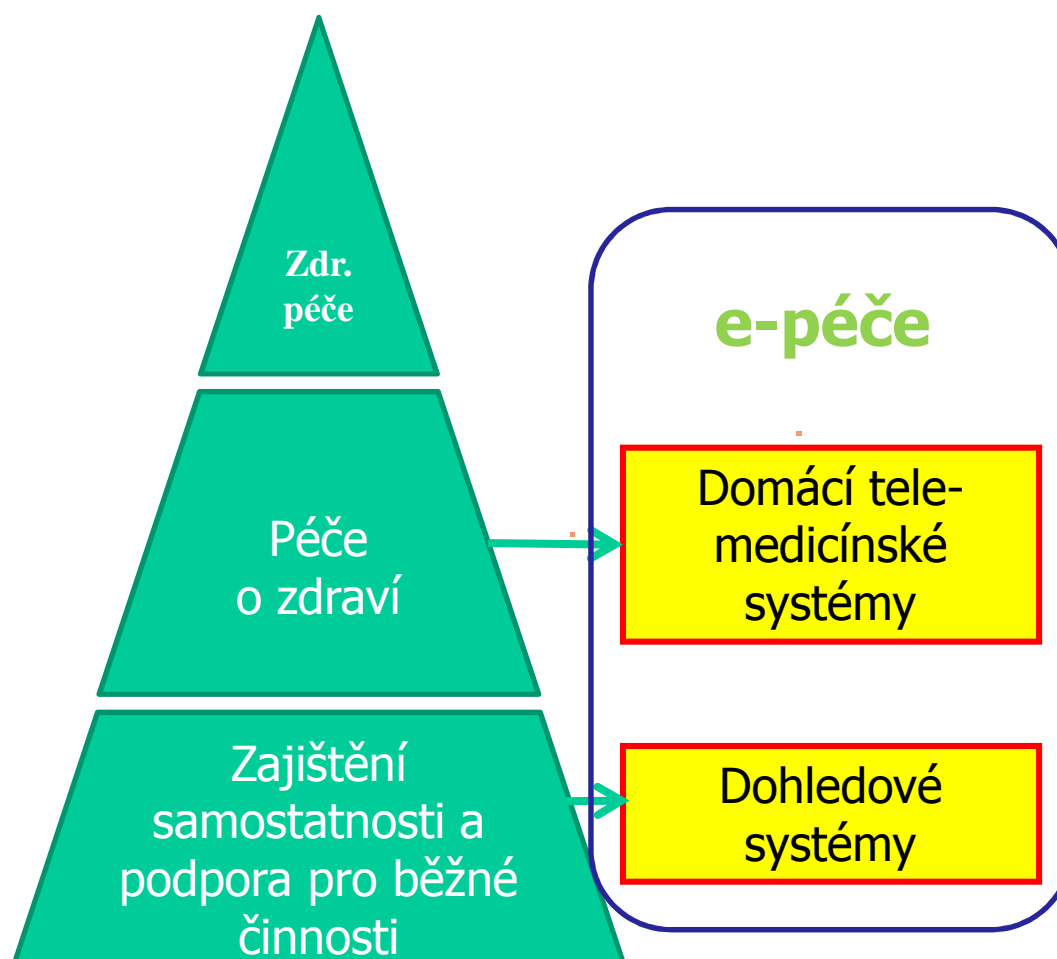 Zdr.
péče
e-péče
Péče
o zdraví
Domácí tele-
medicínské
systémy
Zajištění
samostatnosti a
podpora pro běžné
činnosti
Dohledové
systémy